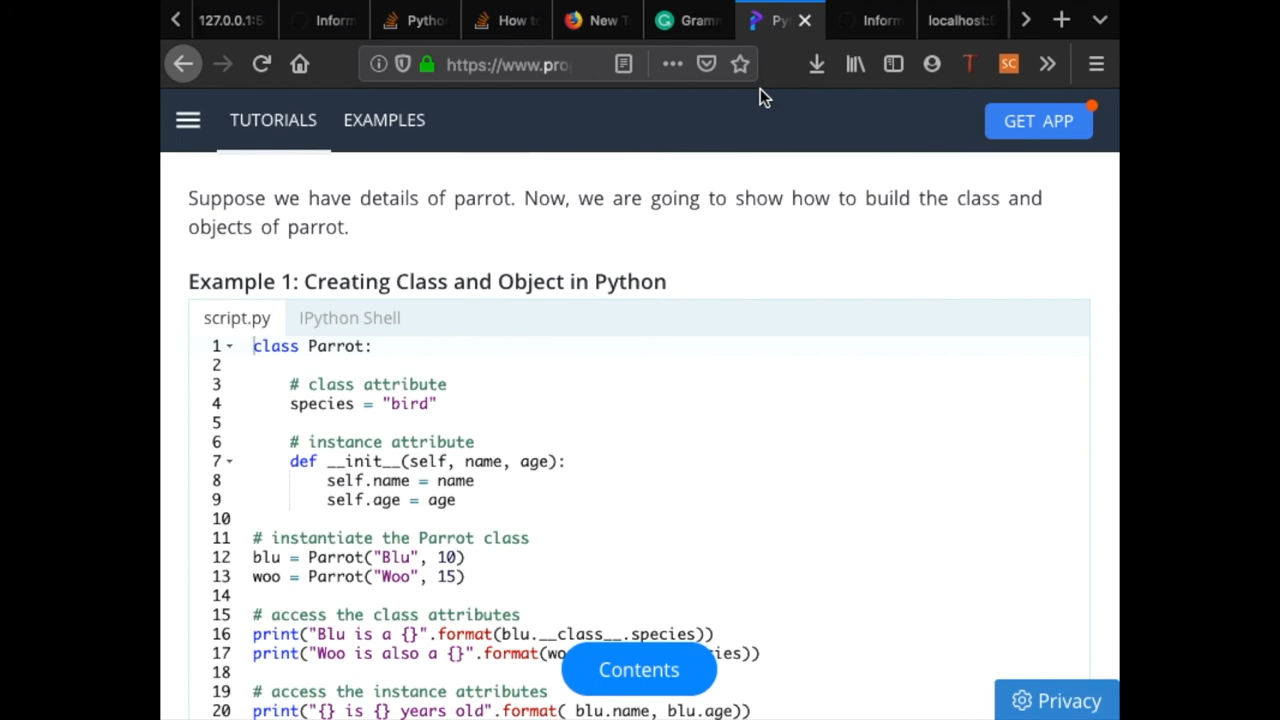 127.0.0.1:5 Inform Pytho How to New T Gramm Py Inform localhost:
https://www.pro SC
TUTORIALS EXAMPLES GET APP
Suppose we have details of parrot. Now, we are going to show how to build the class and
objects of parrot.
Example 1: Creating Class and Object in Python
script.py IPython Shell
1 class Parrot:
2
3 # class attribute
4 species = "bird"
5
6 # instance attribute
7 def __init__(self, name, age):
8 self.name = name
9 self.age = age
10
11 # instantiate the Parrot class
12 blu = Parrot("Blu", 10)
13 woo = Parrot("Woo", 15)
14
15 # access the class attributes
16 print("Blu is a {}".format(blu.__class__.species))
17 print("Woo is also a {}".format(wo ies))
Contents
18
19 # access the instance attributes
20 print("{} is {} years old".format( blu.name, blu.age))
Privacy